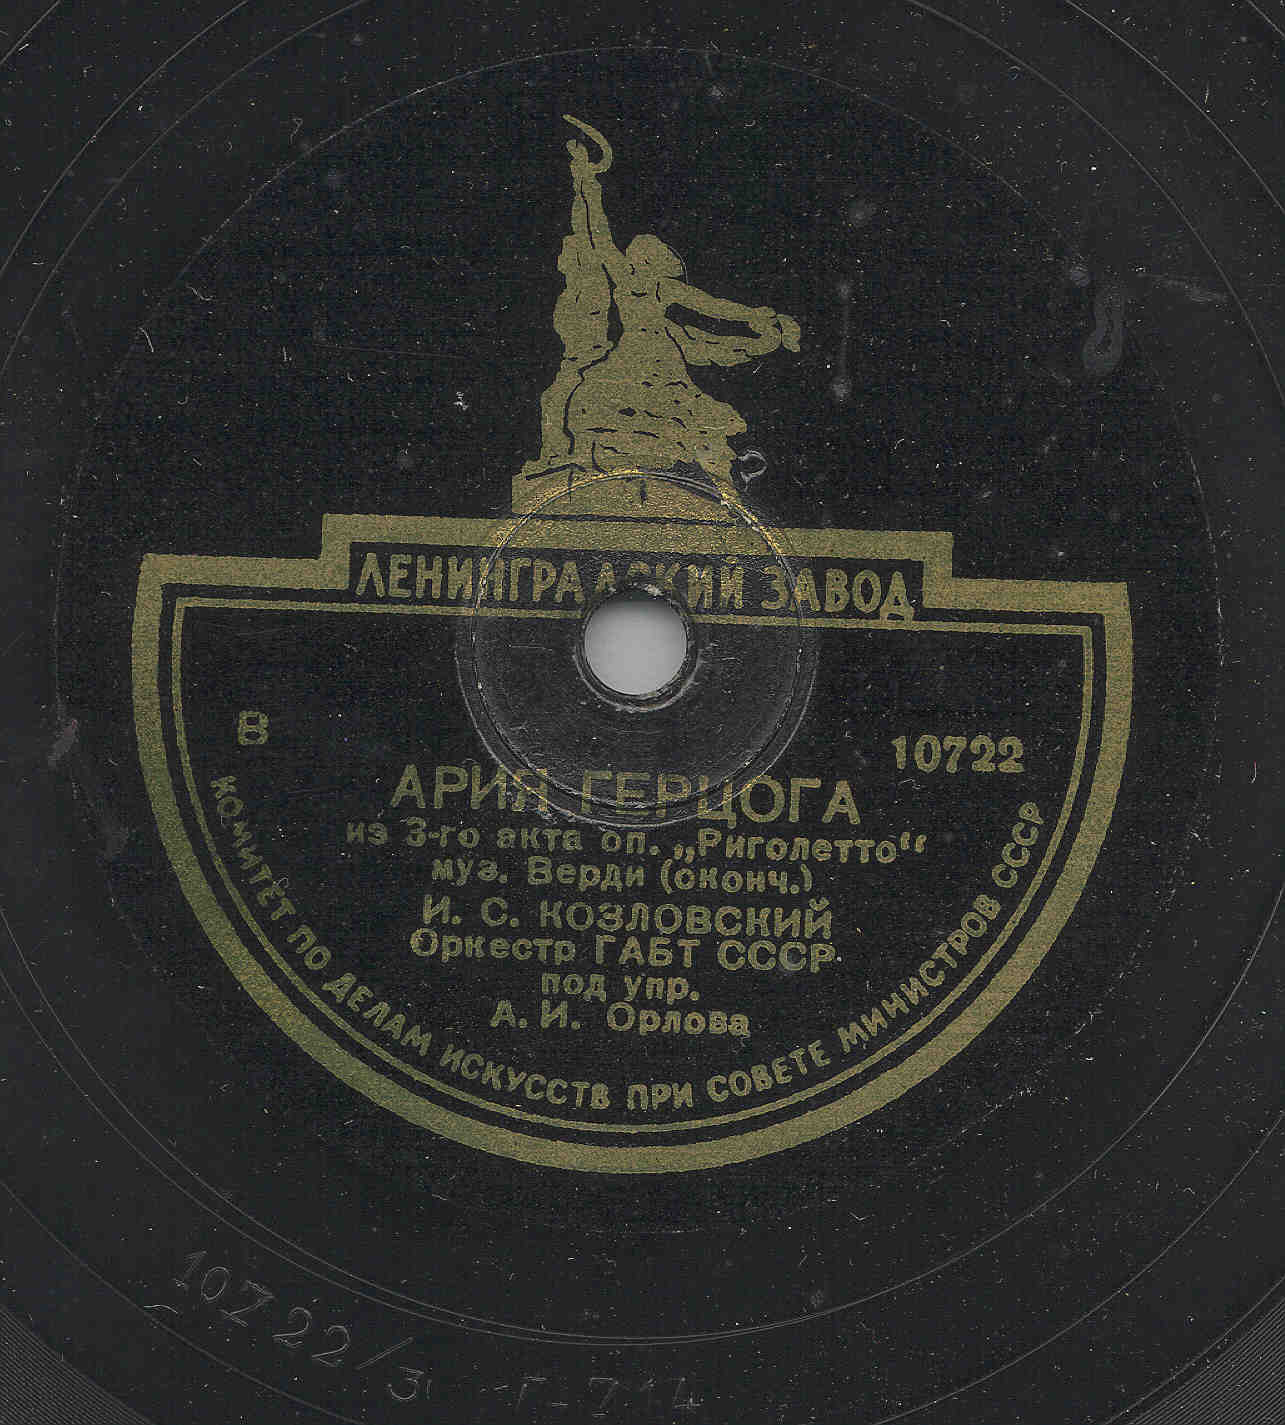 ЛЕНИНГРАДСКИЙ ЗАВОД
В
10722
АРИЯ ГЕРЦОГА
из 3-го акта оп. „Риголетто“
муз. Верди (сконч.)
И. С. КОЗЛОВСКИЙ
Оркестр ГАБТ СССР
под упр.
А. И. Орлова
КОМИТЕТ ПО ДЕЛАМ ИСКУССТВ ПРИ СОВЕТЕ МИНИСТРОВ СССР
10722/3